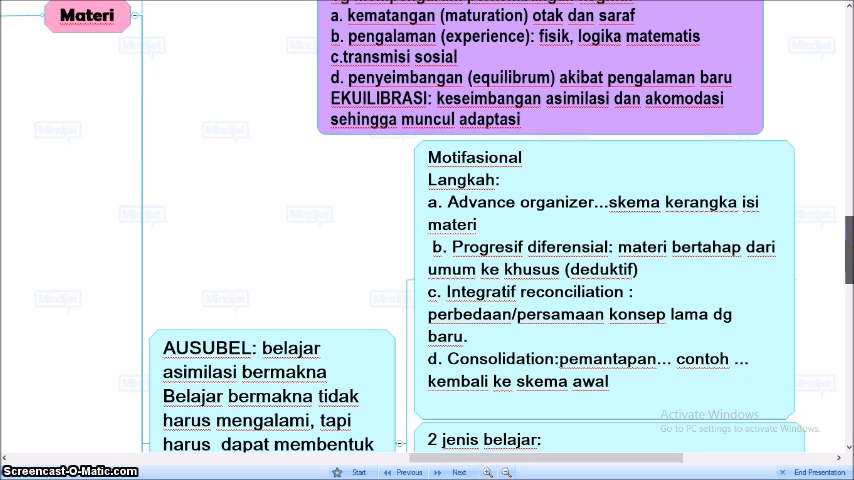 Materi
a. kematangan (maturation) otak dan saraf
b. pengalaman (experience): fisik, logika matematis
c.transmisi sosial
d. penyeimbangan (equilibrum) akibat pengalaman baru
EKUILIBRASI: keseimbangan asimilasi dan akomodasi
sehingga muncul adaptasi
Motifasional
Langkah:
a. Advance organizer...skema kerangka isi
materi
b. Progresif diferensial: materi bertahap dari
umum ke khusus (deduktif)
c. Integratif reconciliation :
perbedaan/persamaan konsep lama dg
baru.
d. Consolidation:pemantapan... contoh ...
kembali ke skema awal
AUSUBEL: belajar
asimilasi bermakna
Belajar bermakna tidak
harus mengalami, tapi
harus dapat membentuk
2 jenis belajar:
Activate Windows
Go to PC settings to activate Windows.
Mindjet
Screencast-O-Matic.com
Start
Previous
Next
End Presentation